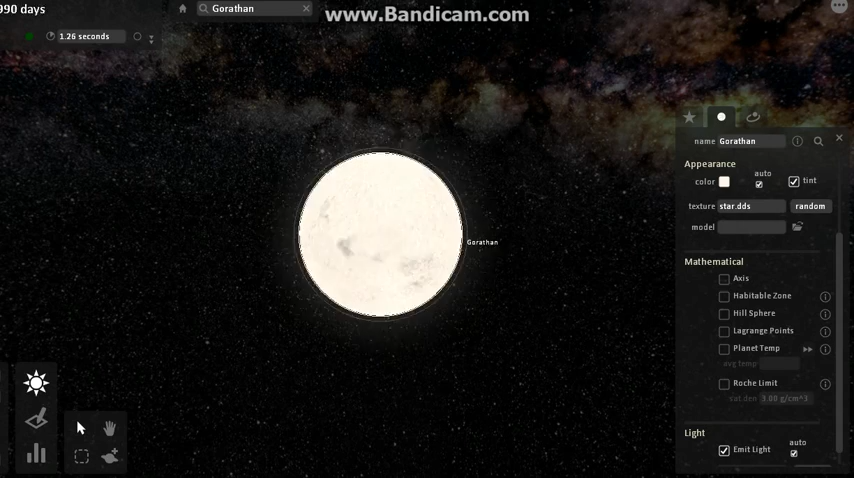 990 days
Gorathan
www.Bandicam.com
1.26 seconds
name Gorathan
Appearance
color auto tint
texture star.dds random
model
Gorathan
Mathematical
Axis
Habitable Zone
Hill Sphere
Lagrange Points
Planet Temp
avg temp
Roche Limit
sat den 3.00 g/cm^3
Light
Emit Light auto